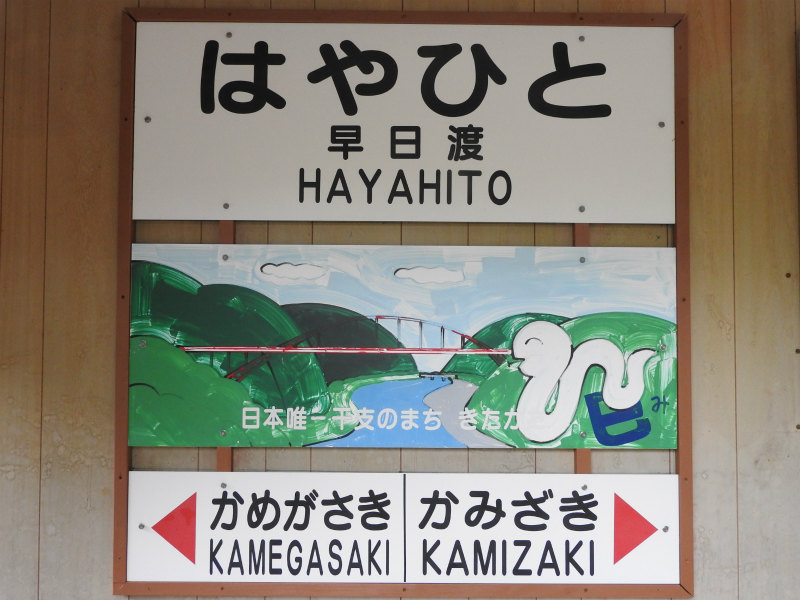 はやひと
早日渡
HAYAHITO
日本唯一干支のまち きたか
巳
み
かめがさき
KAMEGASAKI
かみざき
KAMIZAKI